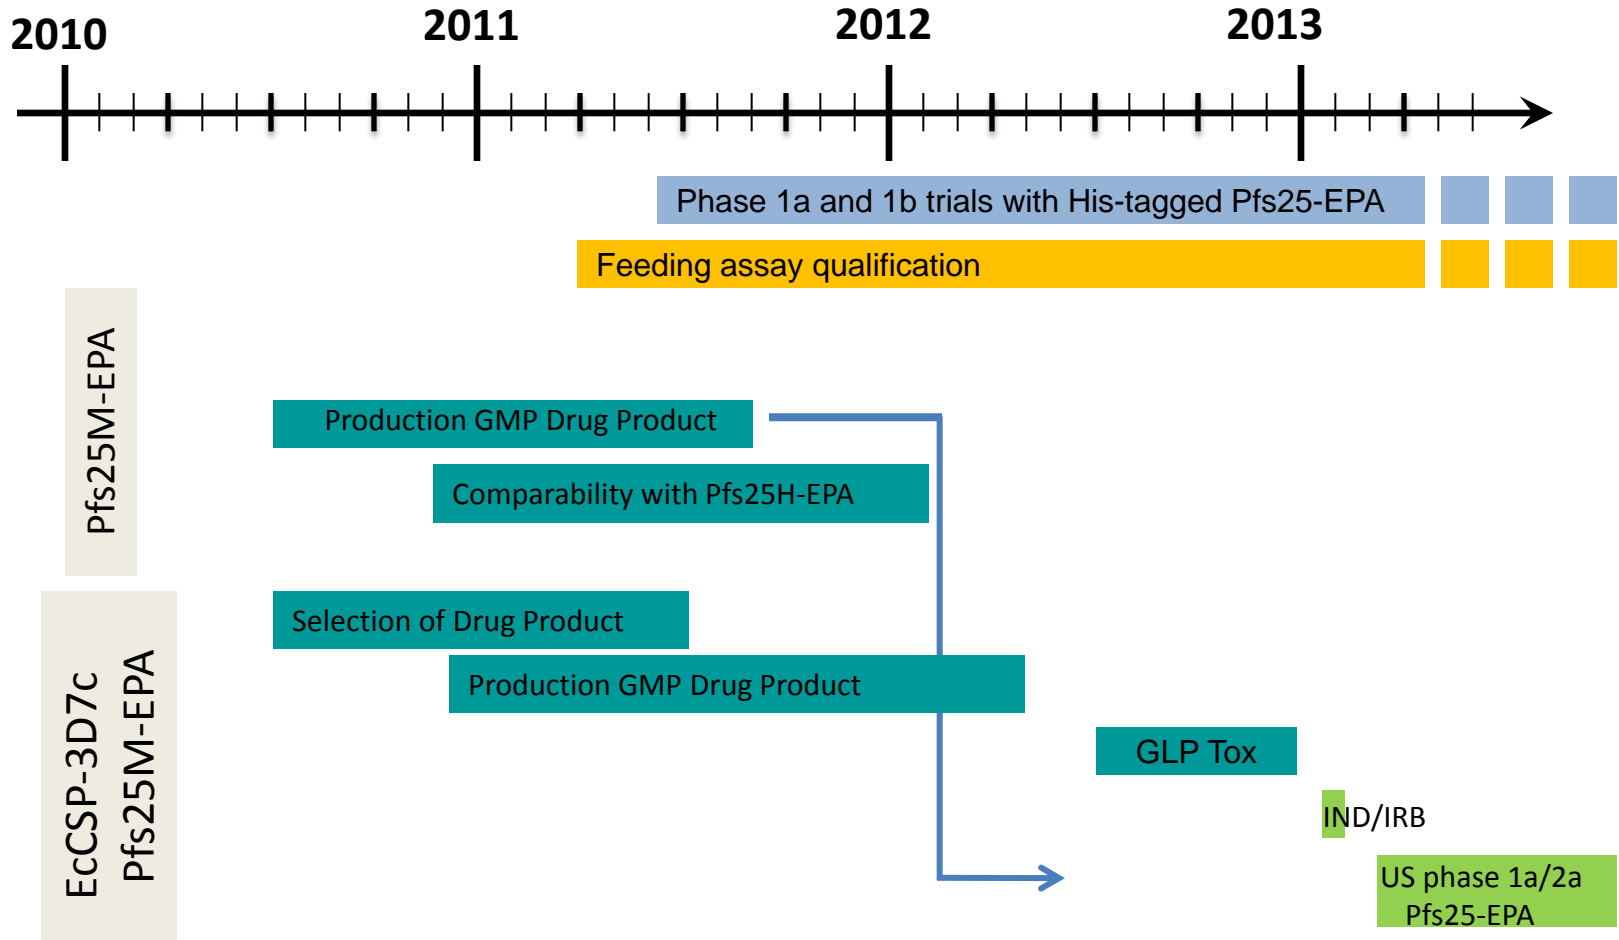 2010
2011
2012
2013
Phase 1a and 1b trials with His-tagged Pfs25-EPA
Feeding assay qualification
Pfs25M-EPA
Production GMP Drug Product
Comparability with Pfs25H-EPA
EcCSP-3D7c
Pfs25M-EPA
Selection of Drug Product
Production GMP Drug Product
GLP Tox
IND/IRB
US phase 1a/2a
Pfs25-EPA